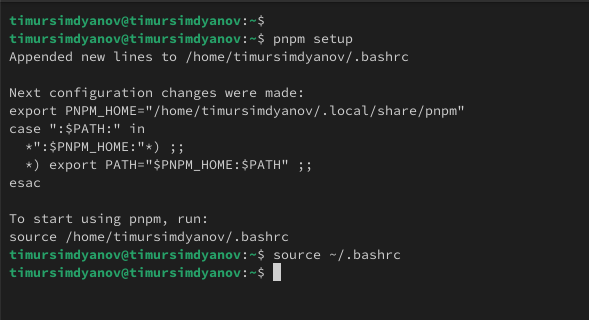 timursimdyanov@timursimdyanov:~$
timursimdyanov@timursimdyanov:~$ pnpm setup
Appended new lines to /home/timursimdyanov/.bashrc

Next configuration changes were made:
export PNPM_HOME="/home/timursimdyanov/.local/share/pnpm"
case ":$PATH:" in
  *":$PNPM_HOME:"*) ;;
  *) export PATH="$PNPM_HOME:$PATH" ;;
esac

To start using pnpm, run:
source /home/timursimdyanov/.bashrc
timursimdyanov@timursimdyanov:~$ source ~/.bashrc
timursimdyanov@timursimdyanov:~$